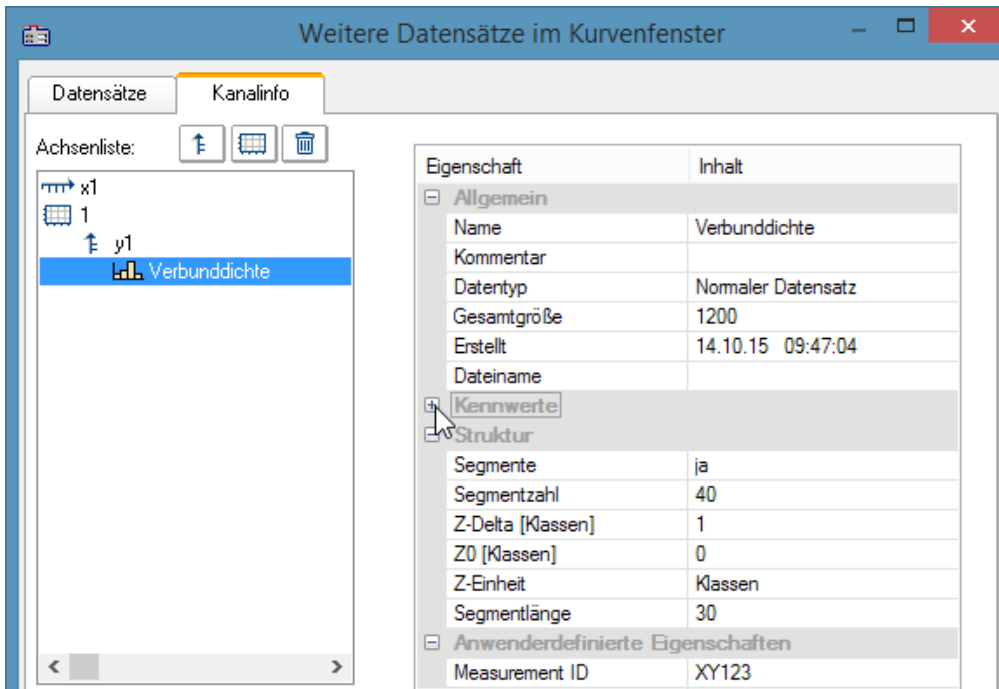 Weitere Datensätze im Kurvenfenster
Datensätze Kanalinfo
Achsenliste:
x1
1
y1
Verbunddichte
Eigenschaft Inhalt
Allgemein
Name Verbunddichte
Kommentar
Datentyp Normaler Datensatz
Gesamtgröße 1200
Erstellt 14.10.15 09:47:04
Dateiname
Kennwerte
Struktur
Segmente ja
Segmentzahl 40
Z-Delta [Klassen] 1
Z0 [Klassen] 0
Z-Einheit Klassen
Segmentlänge 30
Anwenderdefinierte Eigenschaften
Measurement ID XY123